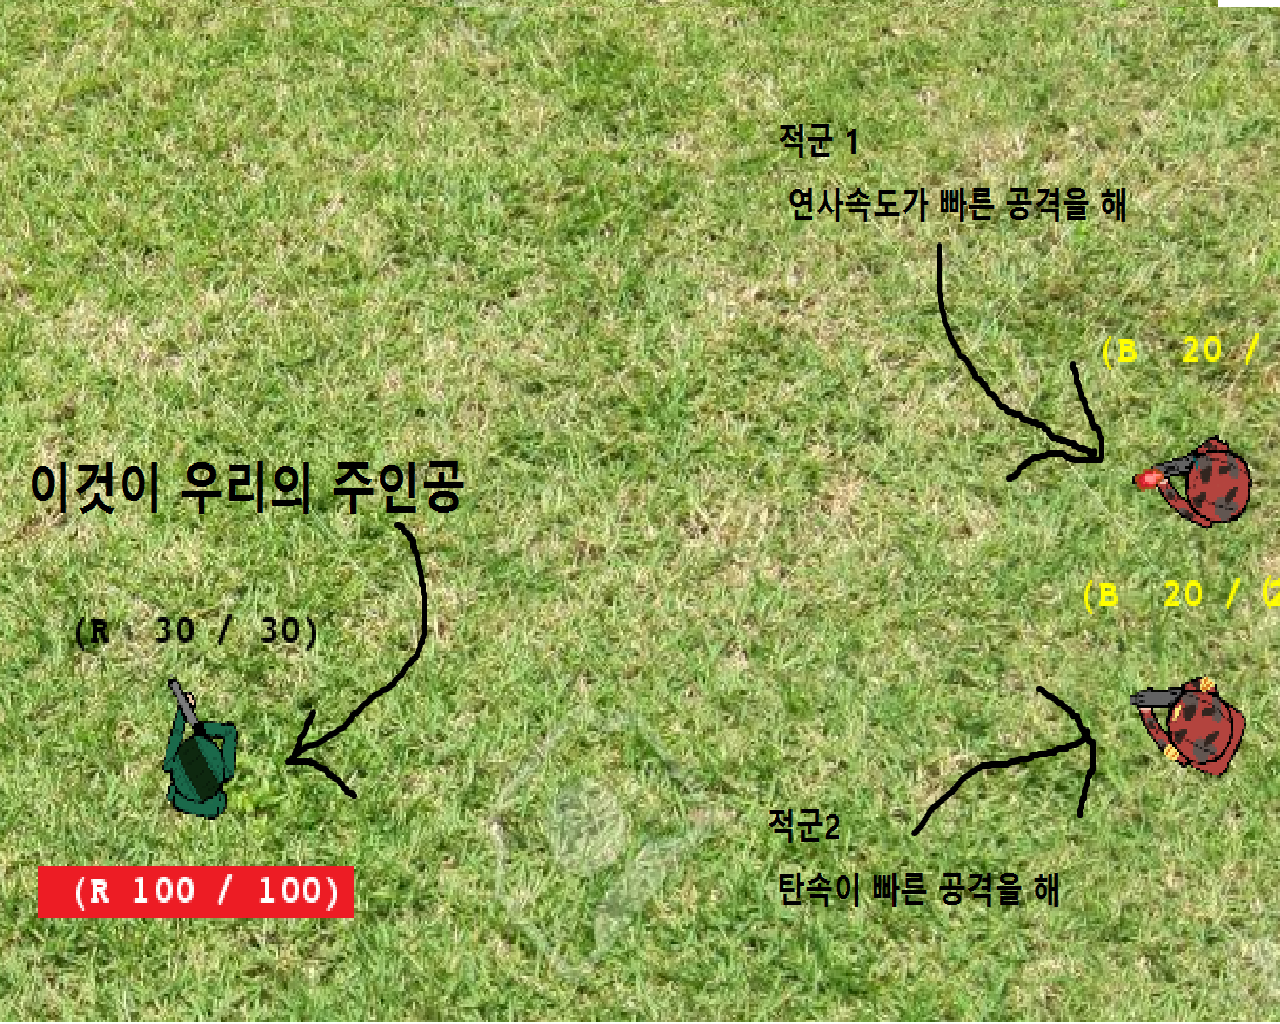 적군 1
연사속도가 빠른 공격을 해
(B 20 /
이것이 우리의 주인공
(B 20 / (2
(R 30 / 30)
적군2
탄속이 빠른 공격을 해
(R 100 / 100)